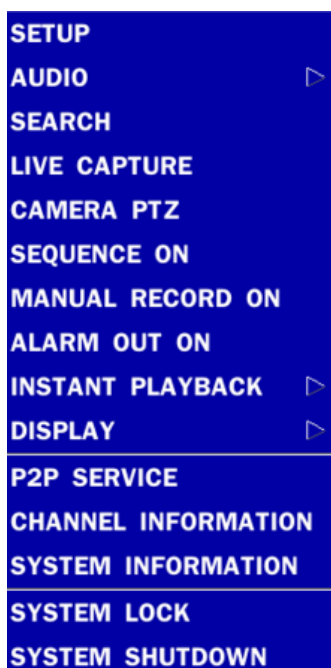 SETUP
AUDIO
SEARCH
LIVE CAPTURE
CAMERA PTZ
SEQUENCE ON
MANUAL RECORD ON
ALARM OUT ON
INSTANT PLAYBACK
DISPLAY
P2P SERVICE
CHANNEL INFORMATION
SYSTEM INFORMATION
SYSTEM LOCK
SYSTEM SHUTDOWN